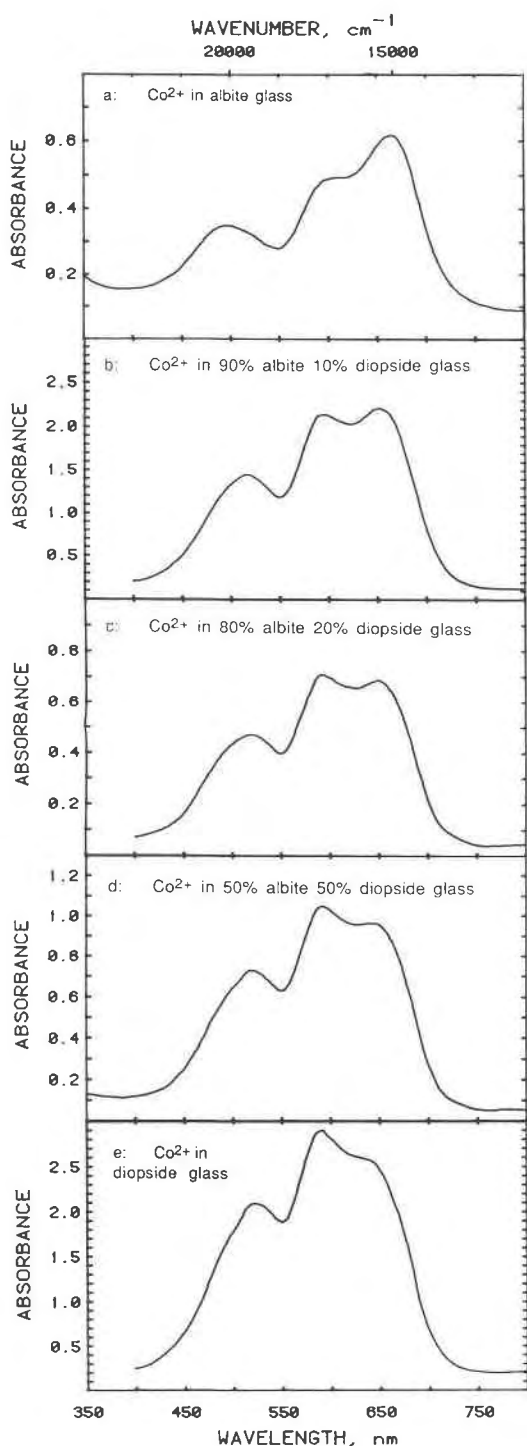 WAVENUMBER, cm⁻¹
20000 15000
a: Co²⁺ in albite glass
ABSORBANCE
0.6
0.4
0.2
b: Co²⁺ in 90% albite 10% diopside glass
ABSORBANCE
2.5
2.0
1.5
1.0
0.5
c: Co²⁺ in 80% albite 20% diopside glass
ABSORBANCE
0.8
0.6
0.4
0.2
d: Co²⁺ in 50% albite 50% diopside glass
ABSORBANCE
1.2
1.0
0.8
0.6
0.4
0.2
e: Co²⁺ in
diopside glass
ABSORBANCE
2.5
2.0
1.5
1.0
0.5
350 450 550 650 750
WAVELENGTH, nm